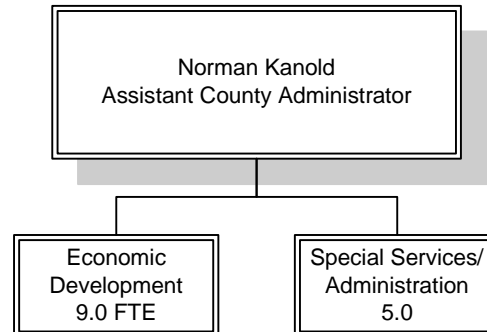 Norman Kanold
Assistant County Administrator
Economic
Development
9.0 FTE
Special Services/
Administration
5.0